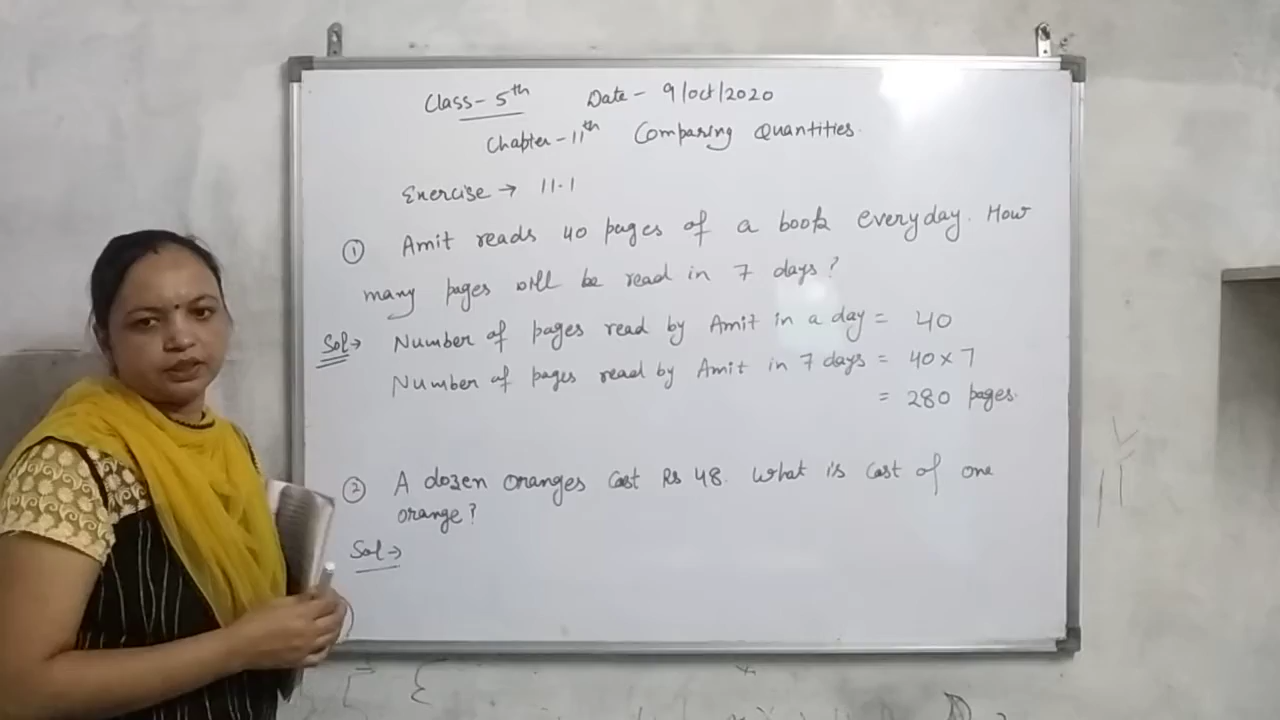 Class - 5th Date - 9/Oct/2020
Chapter - 11th Comparing Quantities.
Exercise → 11.1
① Amit reads 40 pages of a book everyday. How
many pages will be read in 7 days?
Sol→ Number of pages read by Amit in a day = 40
Number of pages read by Amit in 7 days = 40 × 7
= 280 pages.
② A dozen oranges cost Rs 48. What is cost of one
orange?
Sol→